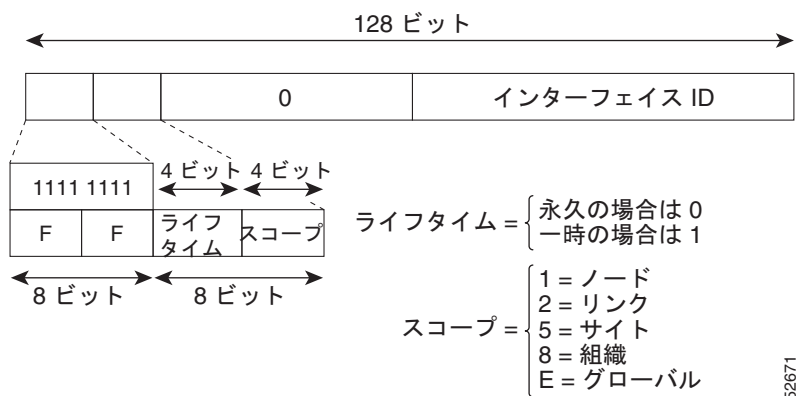 128 ビット
0
インターフェイス ID
4 ビット 4 ビット
1111 1111
F F ライフタイム スコープ
8 ビット 8 ビット
ライフタイム =
永久の場合は 0
一時の場合は 1
スコープ =
1 = ノード
2 = リンク
5 = サイト
8 = 組織
E = グローバル
52671